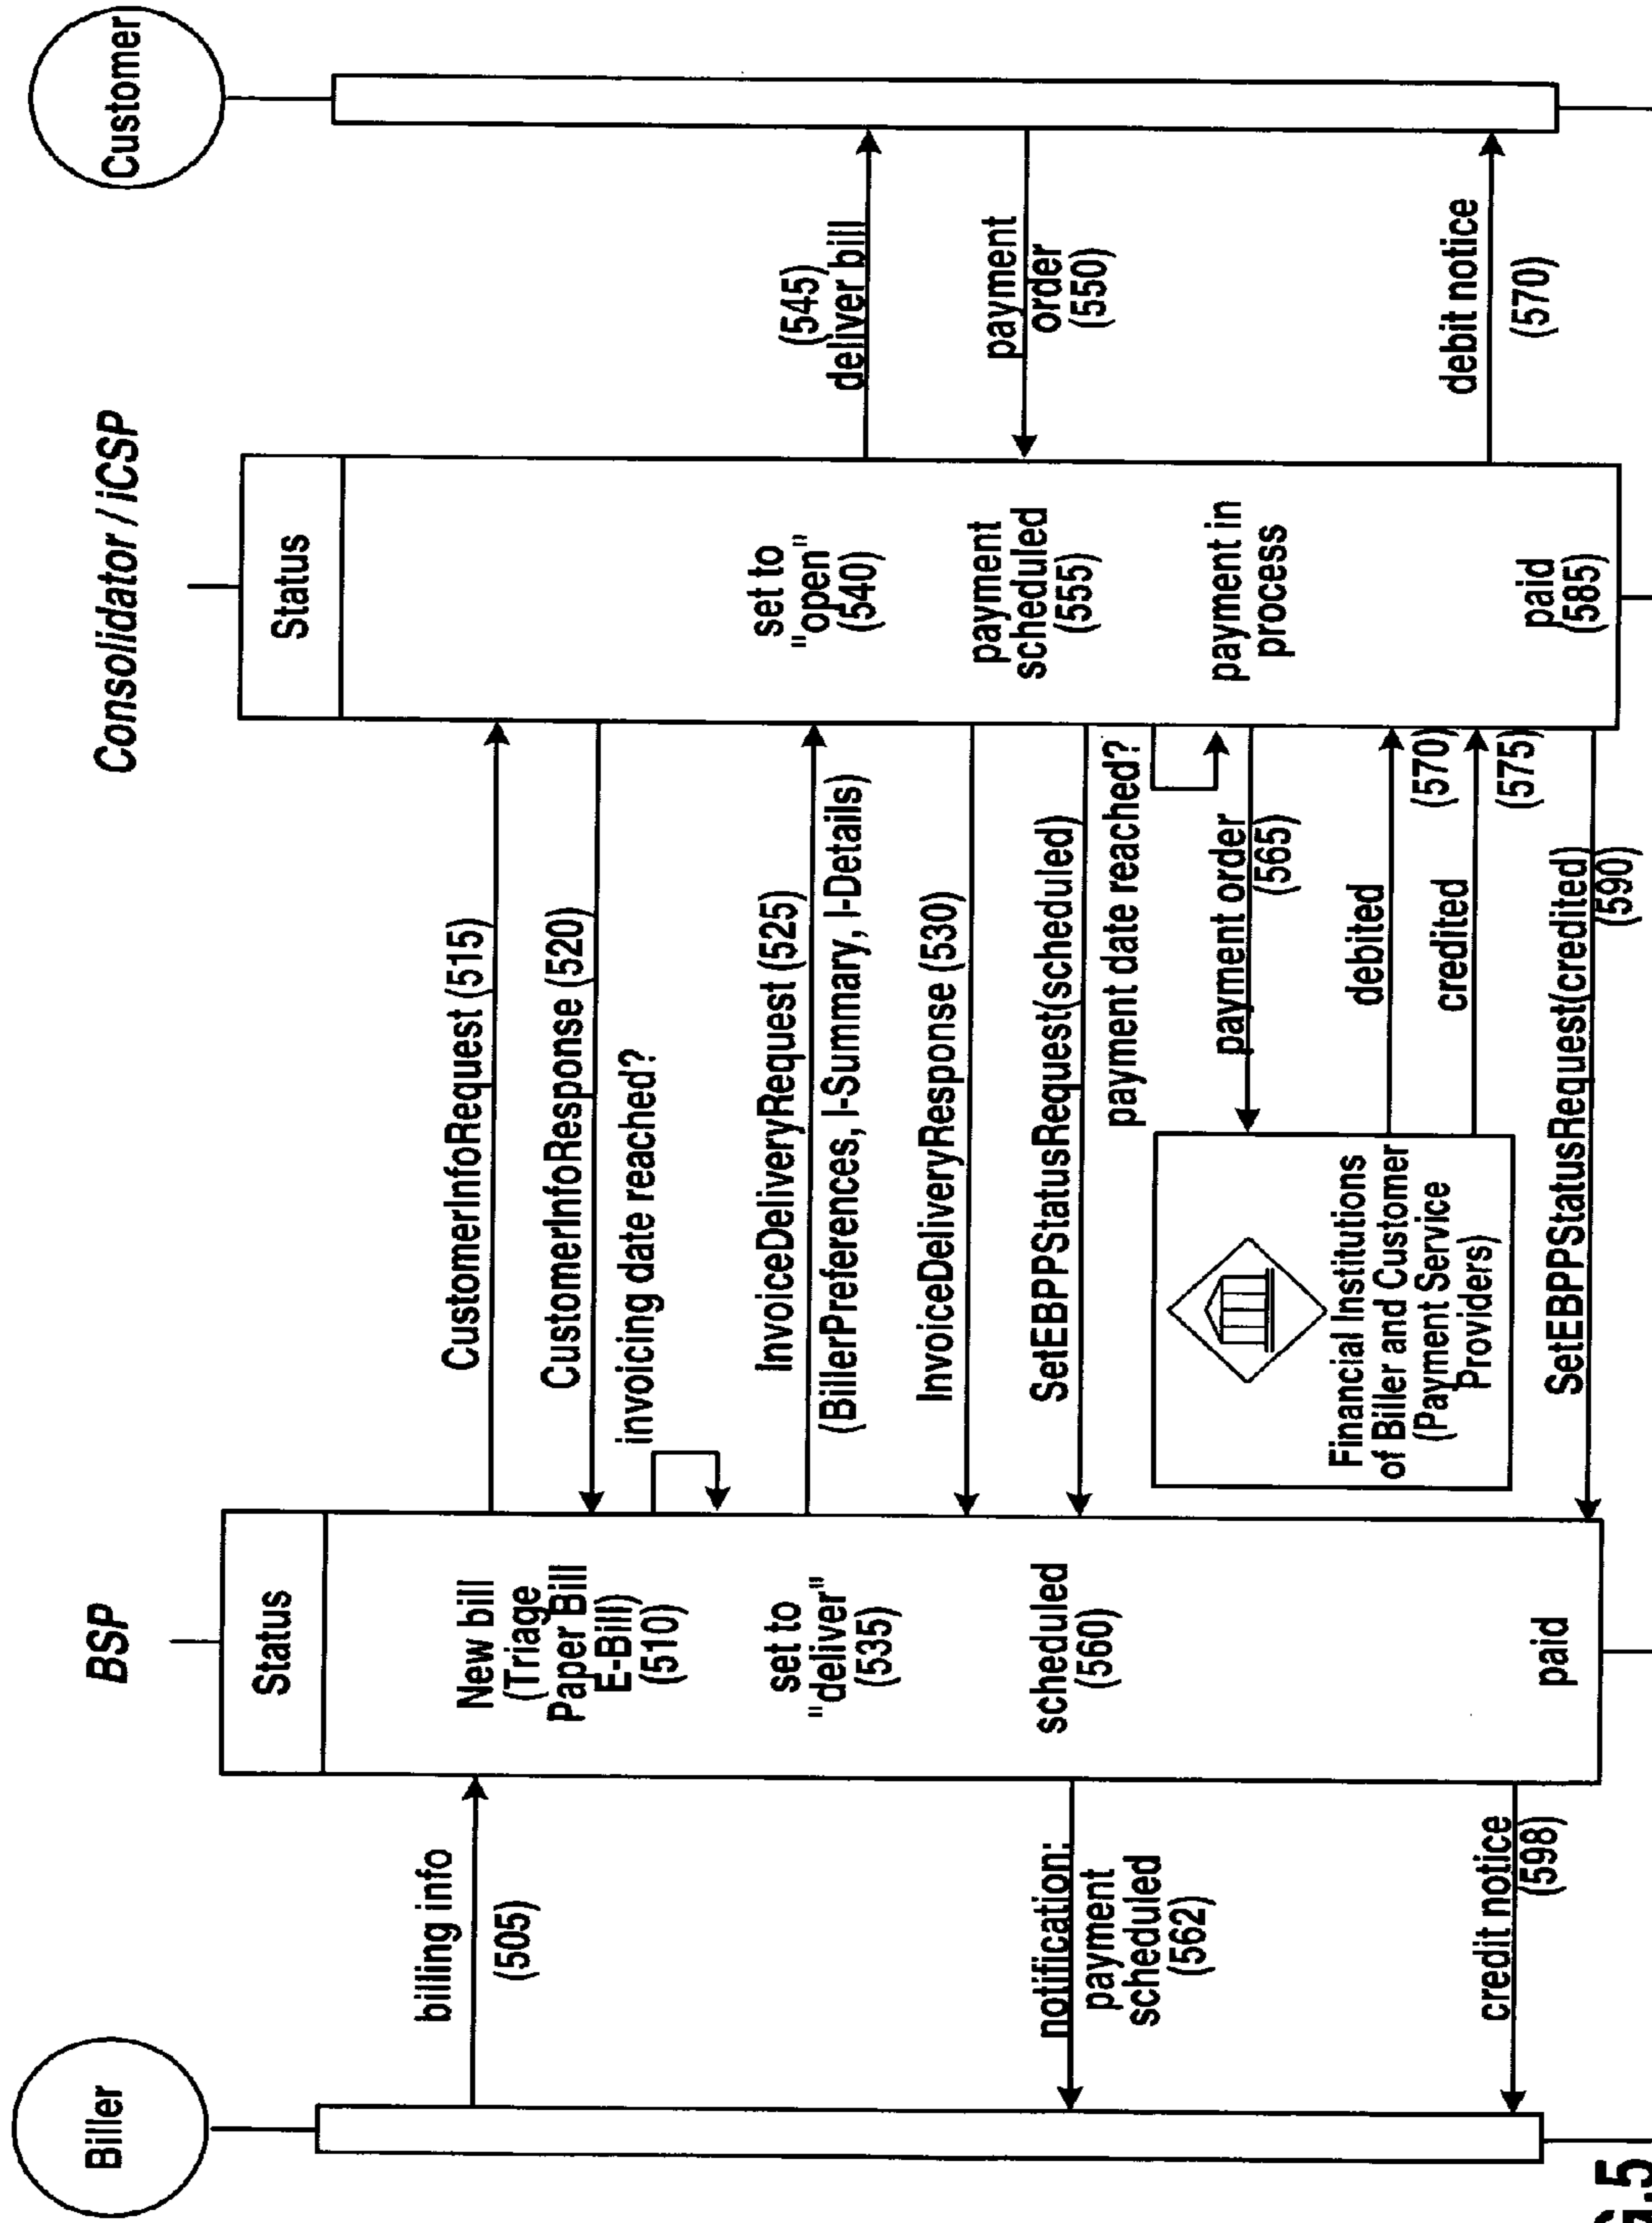 Biller
BSP
Consolidator / iCSP
Customer
Status
Status
billing info
(505)
New bill
(Triage
Paper Bill
E-Bill)
(510)
CustomerInfoRequest (515)
CustomerInfoResponse (520)
invoicing date reached?
set to
"deliver"
(535)
InvoiceDeliveryRequest (525)
(BillerPreferences, I-Summary, I-Details)
set to
"open"
(540)
(545)
deliver bill
InvoiceDeliveryResponse (530)
payment
scheduled
(555)
payment
order
(550)
notification:
payment
scheduled
(562)
scheduled
(560)
SetEBPPStatusRequest(scheduled)
payment date reached?
payment order
(565)
payment in
process
Financial Institutions
of Biller and Customer
(Payment Service
Providers)
debited
(570)
credited
(575)
debit notice
(570)
credit notice
(598)
paid
SetEBPPStatusRequest(credited)
(590)
paid
(585)
G.5